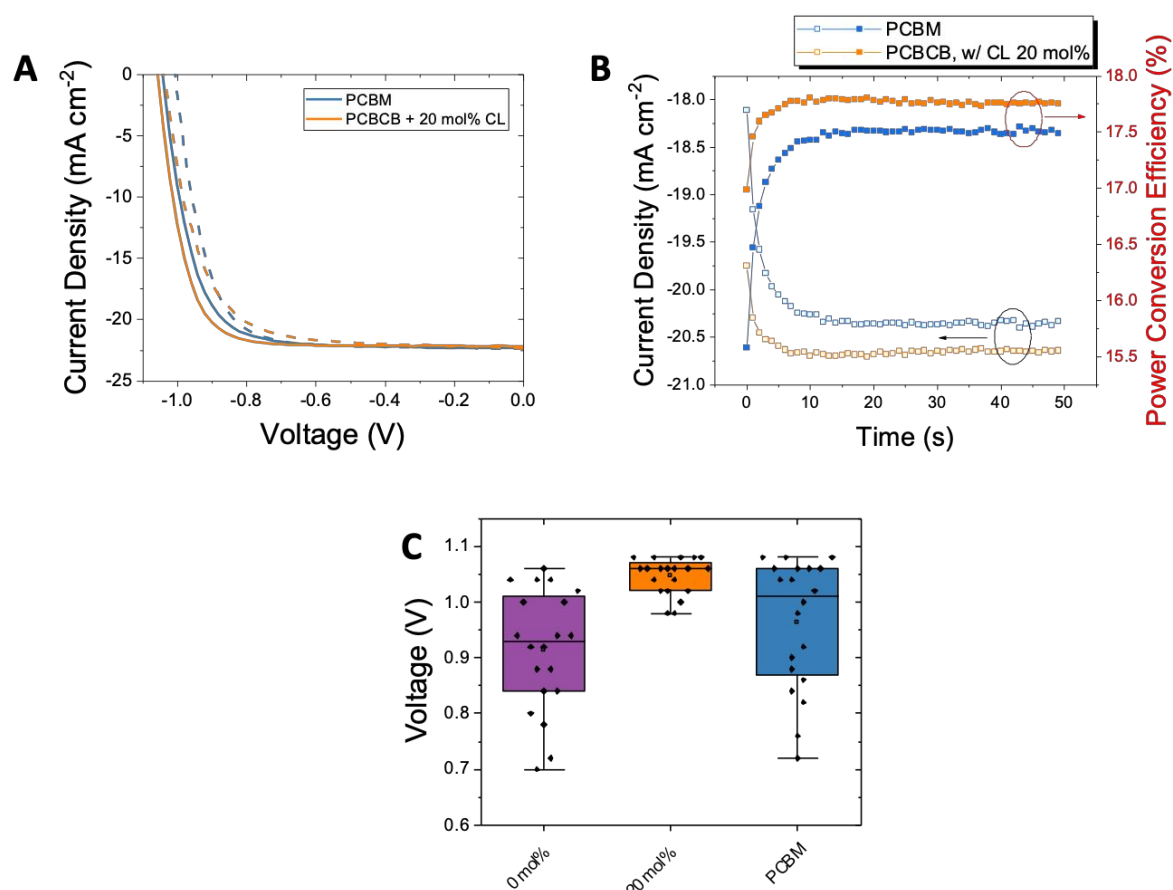 A
Current Density (mA cm-2)
0
-5
-10
-15
-20
-25
PCBM
PCBCB + 20 mol% CL
-1.0
-0.8
-0.6
-0.4
-0.2
0.0
Voltage (V)
PCBM
PCBCB, w/ CL 20 mol%
B
Current Density (mA cm-2)
-18.0
-18.5
-19.0
-19.5
-20.0
-20.5
-21.0
18.0
17.5
17.0
16.5
16.0
15.5
Power Conversion Efficiency (%)
0
10
20
30
40
50
Time (s)
C
Voltage (V)
1.1
1.0
0.9
0.8
0.7
0.6
0 mol%
20 mol%
PCBM